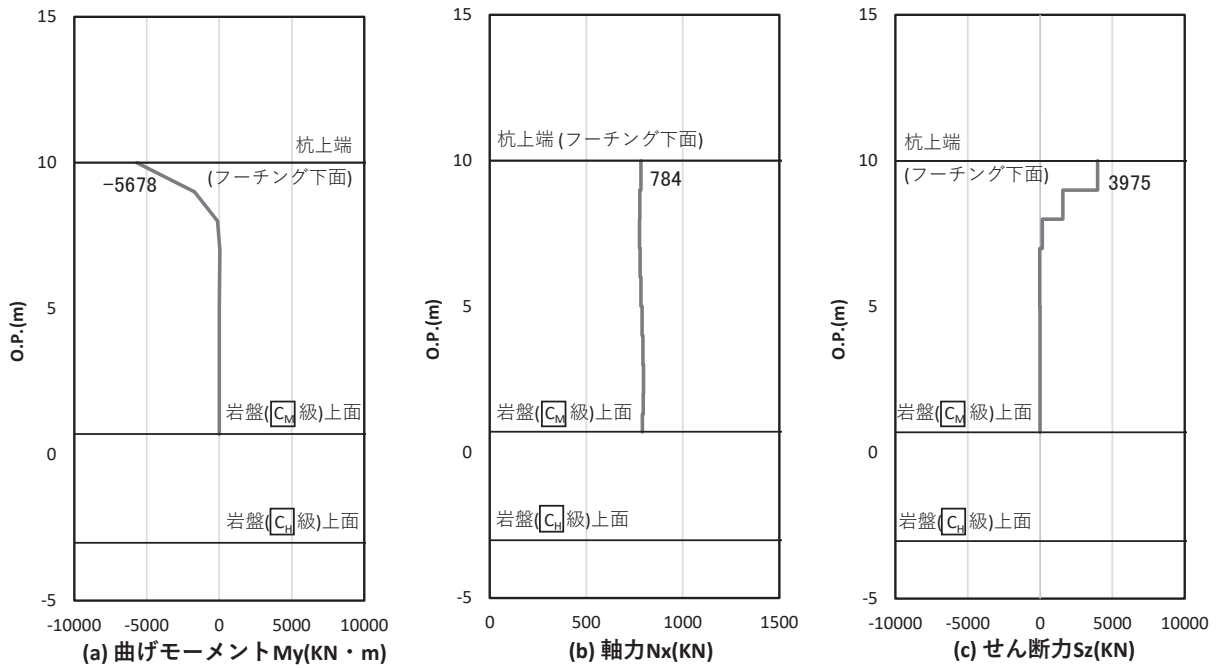 15
10
5
0
-5
O.P.(m)
杭上端
(フーチング下面)
−5678
岩盤(CM級)上面
岩盤(CH級)上面
-10000 -5000 0 5000 10000
(a) 曲げモーメントMy(KN・m)
15
10
5
0
-5
O.P.(m)
杭上端(フーチング下面)
784
岩盤(CM級)上面
岩盤(CH級)上面
0 500 1000 1500
(b) 軸力Nx(KN)
15
10
5
0
-5
O.P.(m)
杭上端
(フーチング下面)
3975
岩盤(CM級)上面
岩盤(CH級)上面
-10000 -5000 0 5000 10000
(c) せん断力Sz(KN)